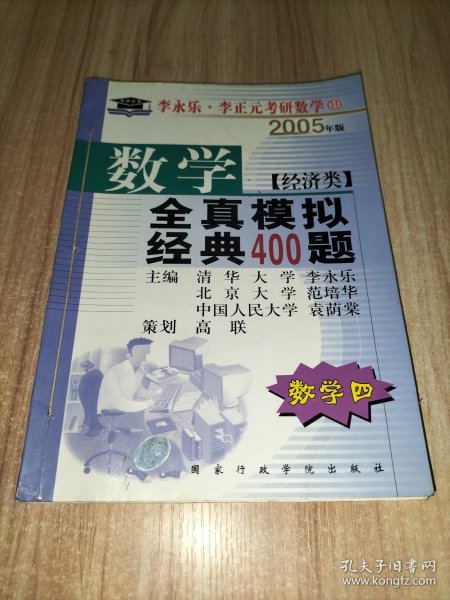 李永乐·李正元考研数学⑪
2005年版
数学
【经济类】
全真模拟
经典400题
主编 清华大学 李永乐
北京大学 范培华
中国人民大学 袁荫棠
策划 高联
数学四
国家行政学院出版社
孔夫子旧书网
www.kongfz.com